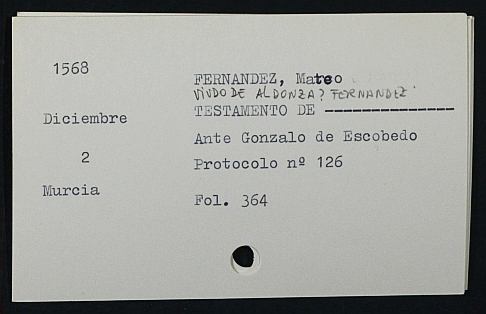 1568
FERNANDEZ, Mateo
VIUDO DE ALDONZA? FERNANDEZ.
Diciembre
TESTAMENTO DE --------------
2
Ante Gonzalo de Escobedo
Protocolo nº 126
Murcia
Fol. 364